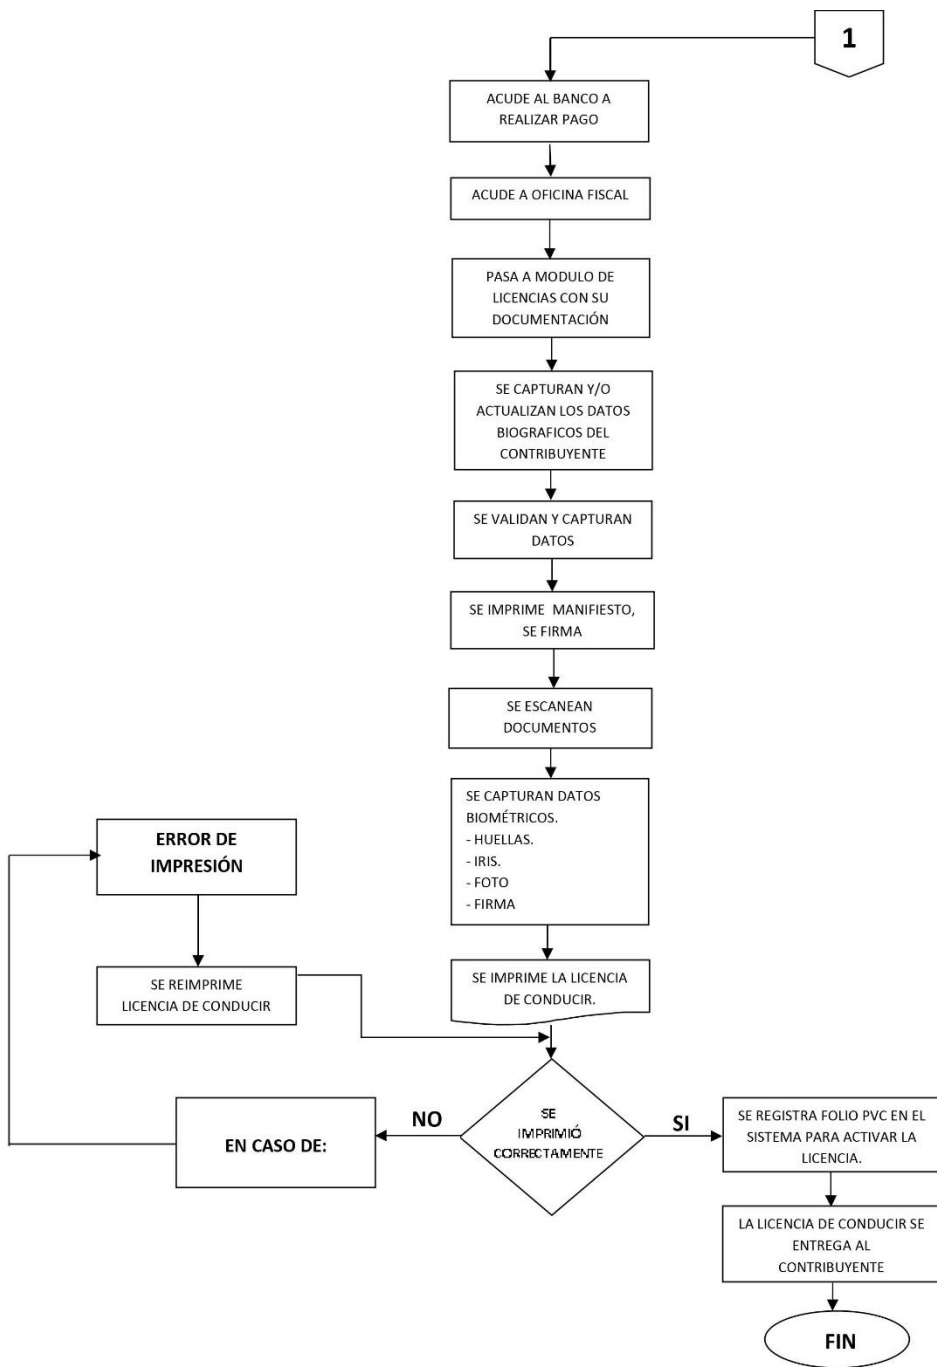 1
ACUDE AL BANCO A
REALIZAR PAGO
ACUDE A OFICINA FISCAL
PASA A MODULO DE
LICENCIAS CON SU
DOCUMENTACIÓN
SE CAPTURAN Y/O
ACTUALIZAN LOS DATOS
BIOGRAFICOS DEL
CONTRIBUYENTE
SE VALIDAN Y CAPTURAN
DATOS
SE IMPRIME MANIFIESTO,
SE FIRMA
SE ESCANEAN
DOCUMENTOS
SE CAPTURAN DATOS
BIOMÉTRICOS.
- HUELLAS.
- IRIS.
- FOTO
- FIRMA
ERROR DE
IMPRESIÓN
SE REIMPRIME
LICENCIA DE CONDUCIR
SE IMPRIME LA LICENCIA
DE CONDUCIR.
SE
IMPRIMIÓ
CORRECTAMENTE
NO
EN CASO DE:
SI
SE REGISTRA FOLIO PVC EN EL
SISTEMA PARA ACTIVAR LA
LICENCIA.
LA LICENCIA DE CONDUCIR SE
ENTREGA AL
CONTRIBUYENTE
FIN